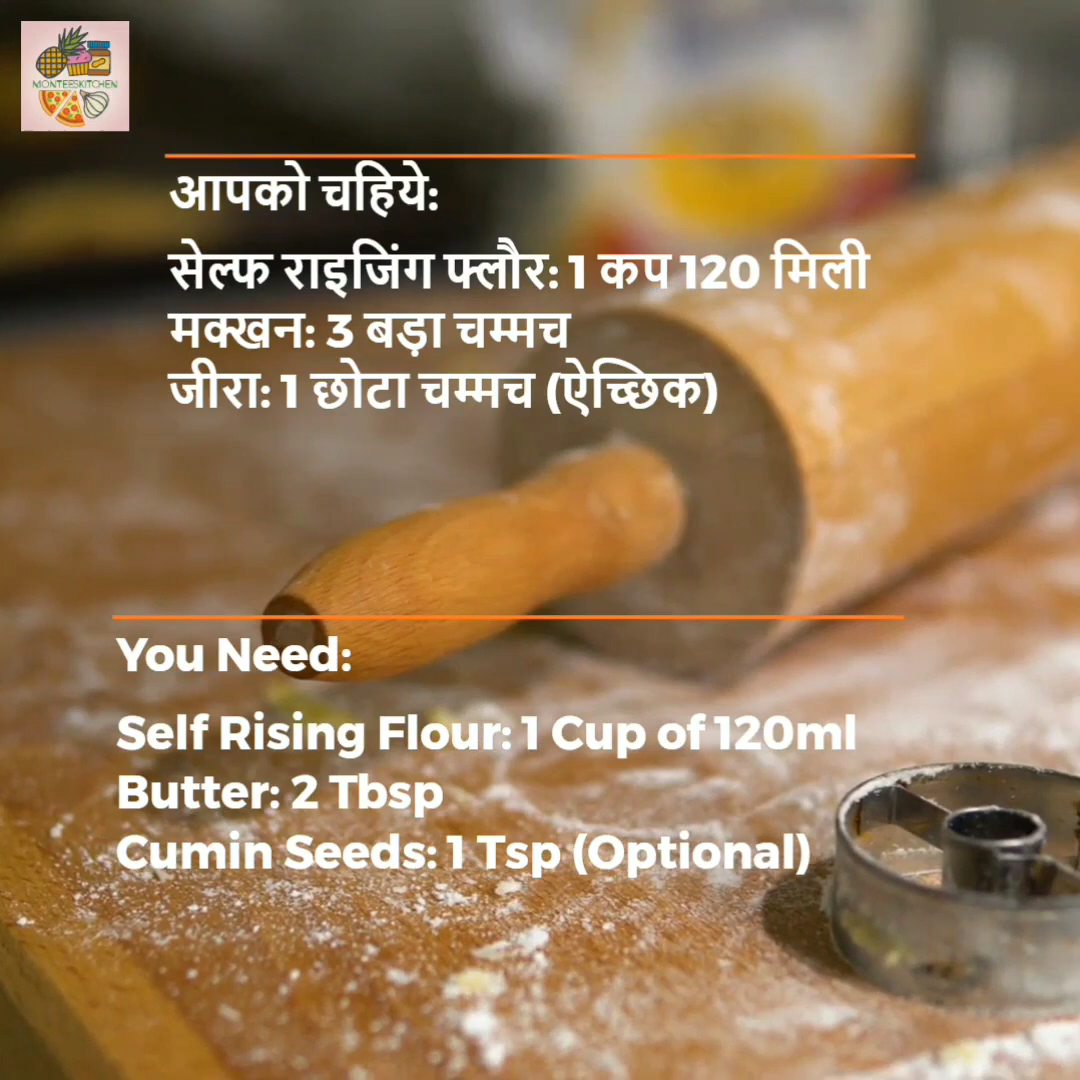 MONTEESKITCHEN
आपको चहिये:
सेल्फ राइजिंग फ्लौर: 1 कप 120 मिली
मक्खन: 3 बड़ा चम्मच
जीरा: 1 छोटा चम्मच (ऐच्छिक)
You Need:
Self Rising Flour: 1 Cup of 120ml
Butter: 2 Tbsp
Cumin Seeds: 1 Tsp (Optional)